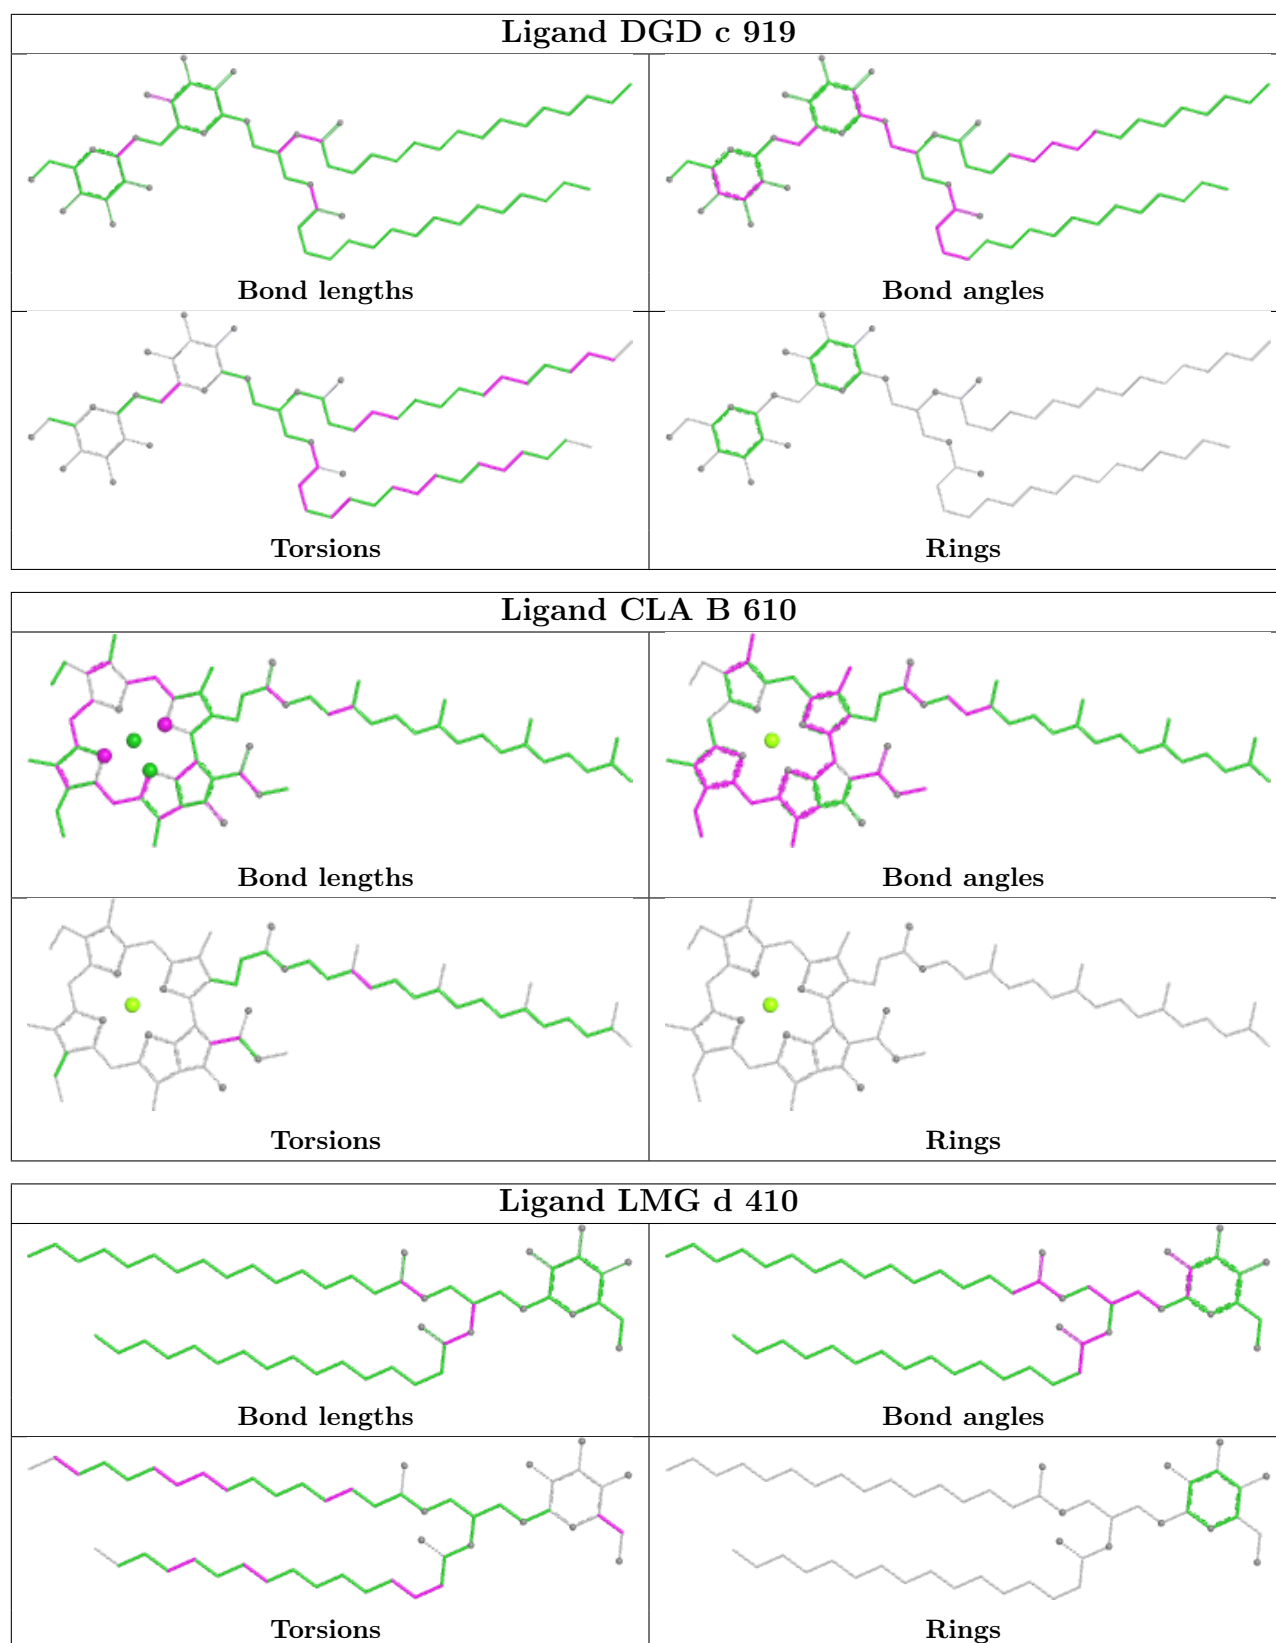 Ligand DGD c 919
Bond lengths
Bond angles
Torsions
Rings
Ligand CLA B 610
Bond lengths
Bond angles
Torsions
Rings
Ligand LMG d 410
Bond lengths
Bond angles
Torsions
Rings